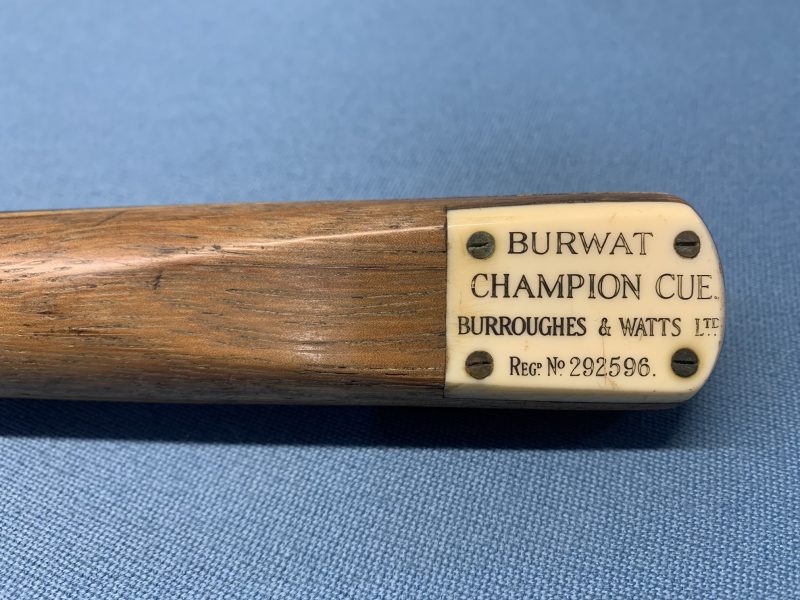 BURWAT
CHAMPION CUE.
BURROUGHES & WATTS LTD
REGD. NO 292596.